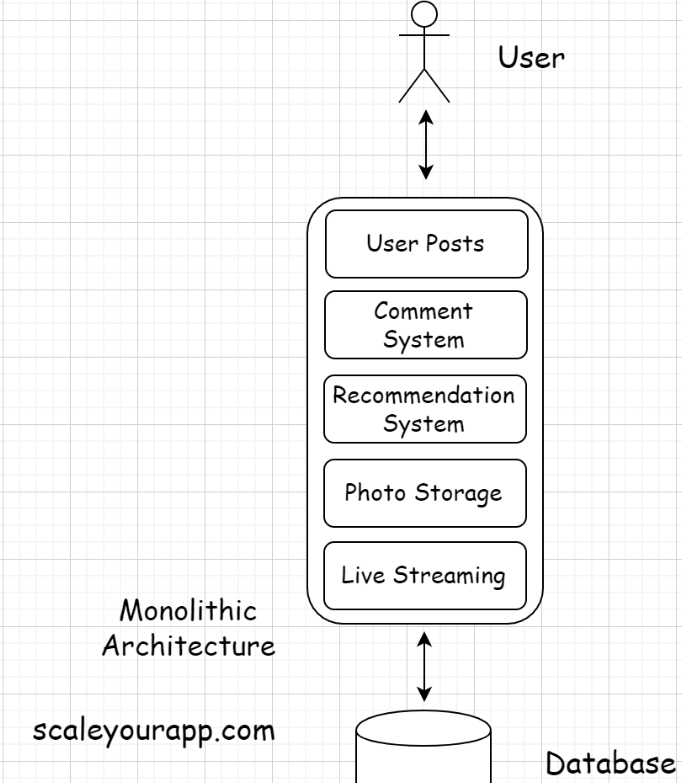 User
User Posts
Comment
System
Recommendation
System
Photo Storage
Live Streaming
Monolithic
Architecture
scaleyourapp.com
Database